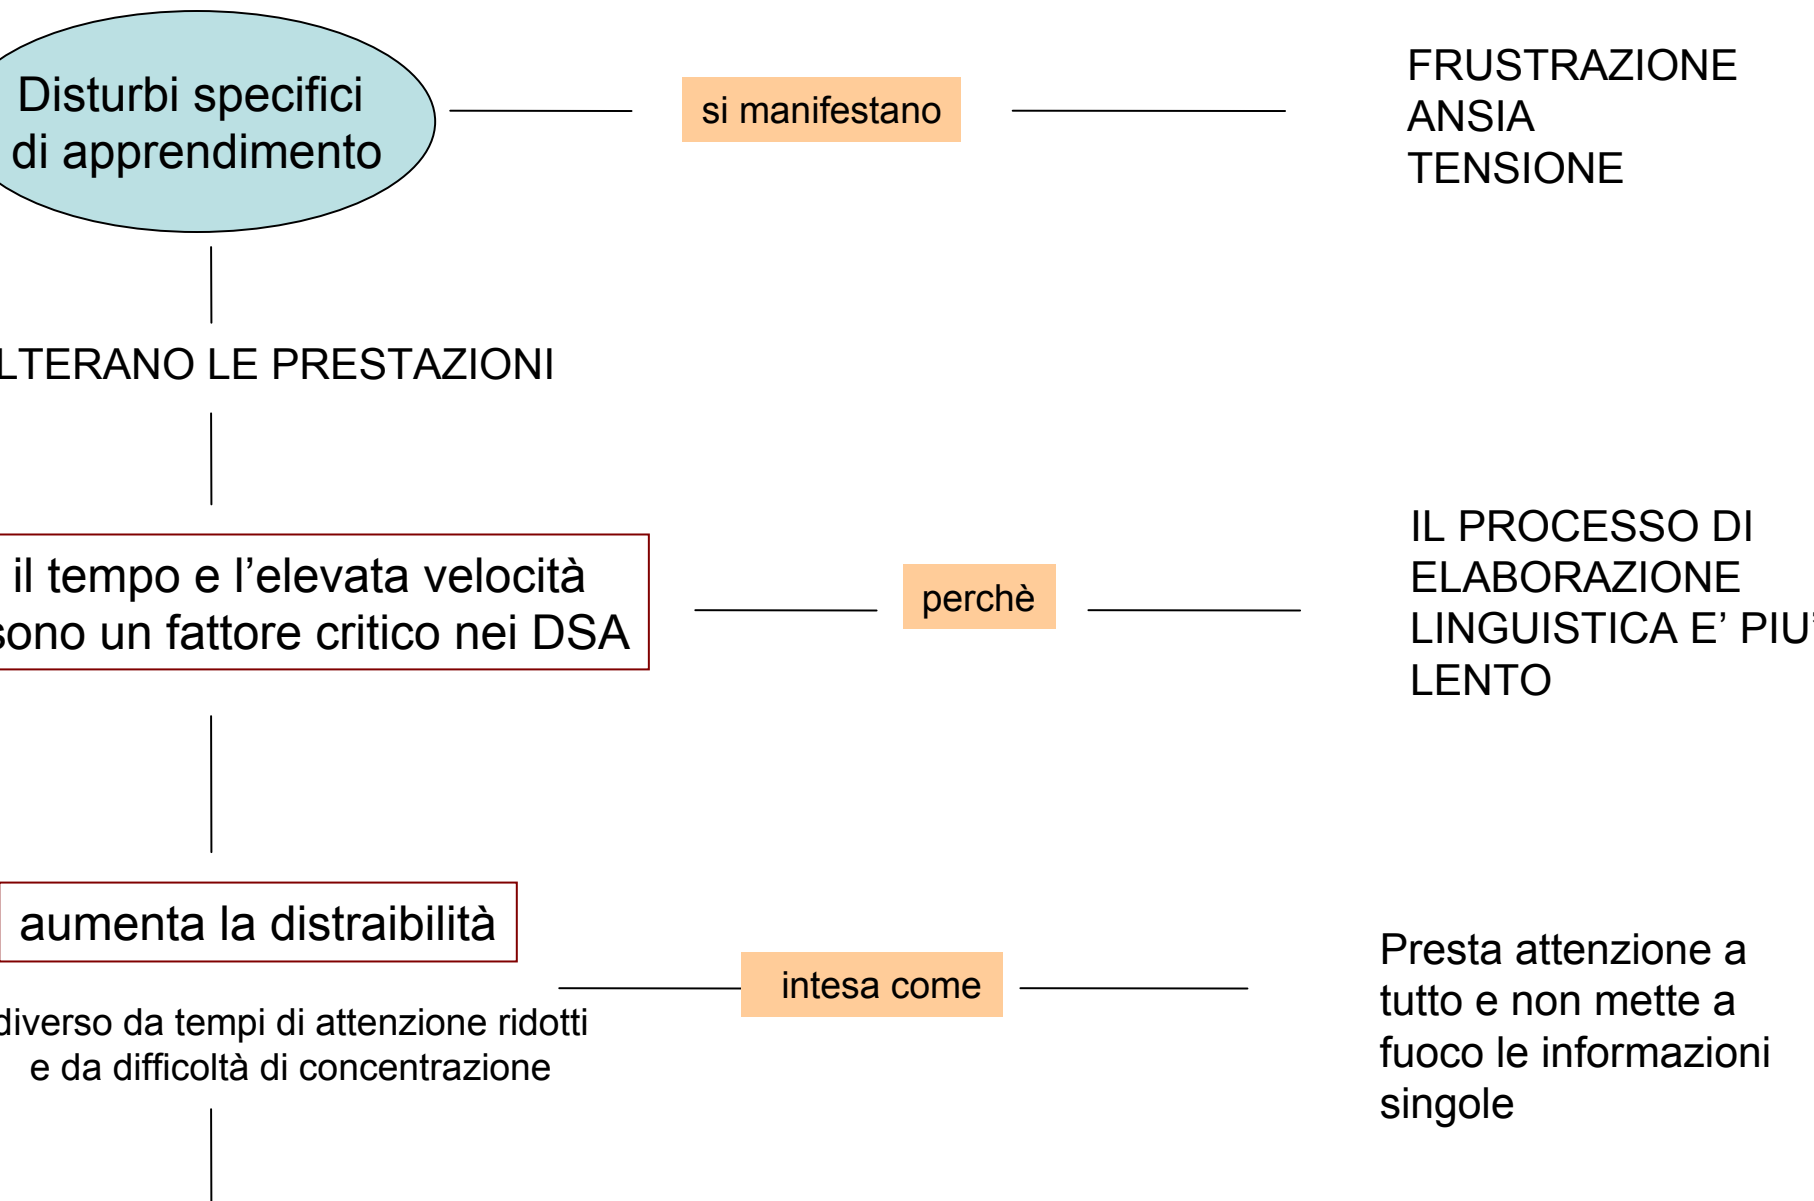 Disturbi specifici
di apprendimento
si manifestano
FRUSTRAZIONE
ANSIA
TENSIONE
LTERANO LE PRESTAZIONI
il tempo e l’elevata velocità
sono un fattore critico nei DSA
perchè
IL PROCESSO DI
ELABORAZIONE
LINGUISTICA E’ PIU’
LENTO
aumenta la distraibilità
diverso da tempi di attenzione ridotti
e da difficoltà di concentrazione
intesa come
Presta attenzione a
tutto e non mette a
fuoco le informazioni
singole